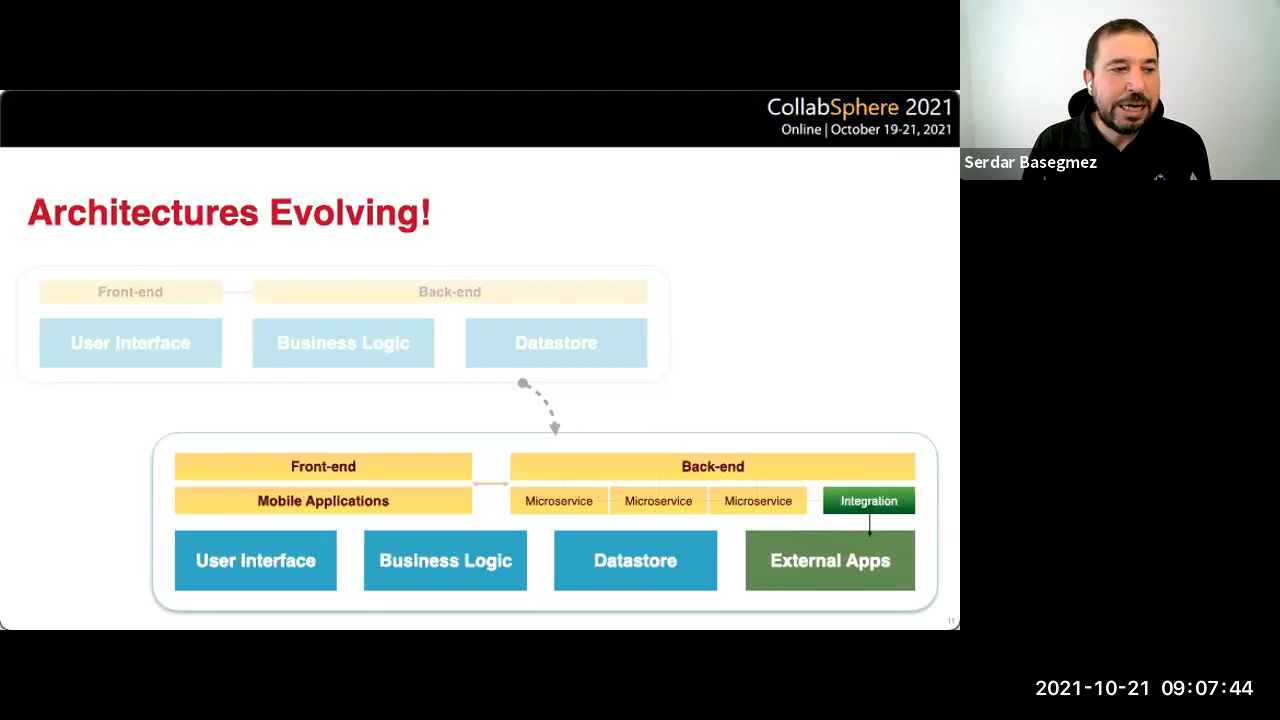 CollabSphere 2021
Online | October 19-21, 2021
Serdar Basegmez
Architectures Evolving!
Front-end
Back-end
User Interface
Business Logic
Datastore
Front-end
Back-end
Mobile Applications
Microservice
Microservice
Microservice
Integration
User Interface
Business Logic
Datastore
External Apps
11
2021-10-21 09:07:44